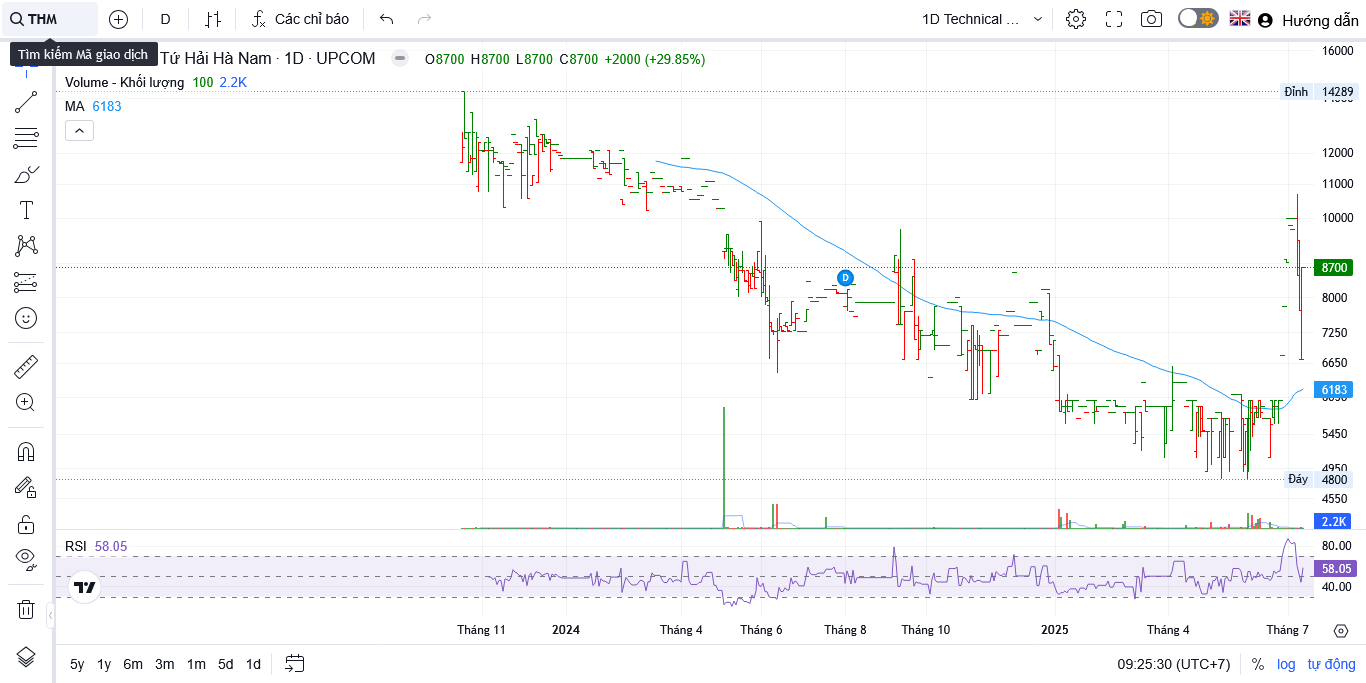 THM
D
Các chỉ báo
1D Technical ...
Hướng dẫn
Tìm kiếm Mã giao dịch
Tứ Hải Hà Nam · 1D · UPCOM
O8700 H8700 L8700 C8700 +2000 (+29.85%)
Volume - Khối lượng 100 2.2K
MA 6183
16000
Đỉnh 14289
12000
11000
10000
8700
D
8000
7250
6650
6183
5450
4950
Đáy 4800
4550
2.2K
RSI 58.05
80.00
58.05
40.00
Tháng 11 2024 Tháng 4 Tháng 6 Tháng 8 Tháng 10 2025 Tháng 4 Tháng 7
5y 1y 6m 3m 1m 5d 1d
09:25:30 (UTC+7) % log tự động